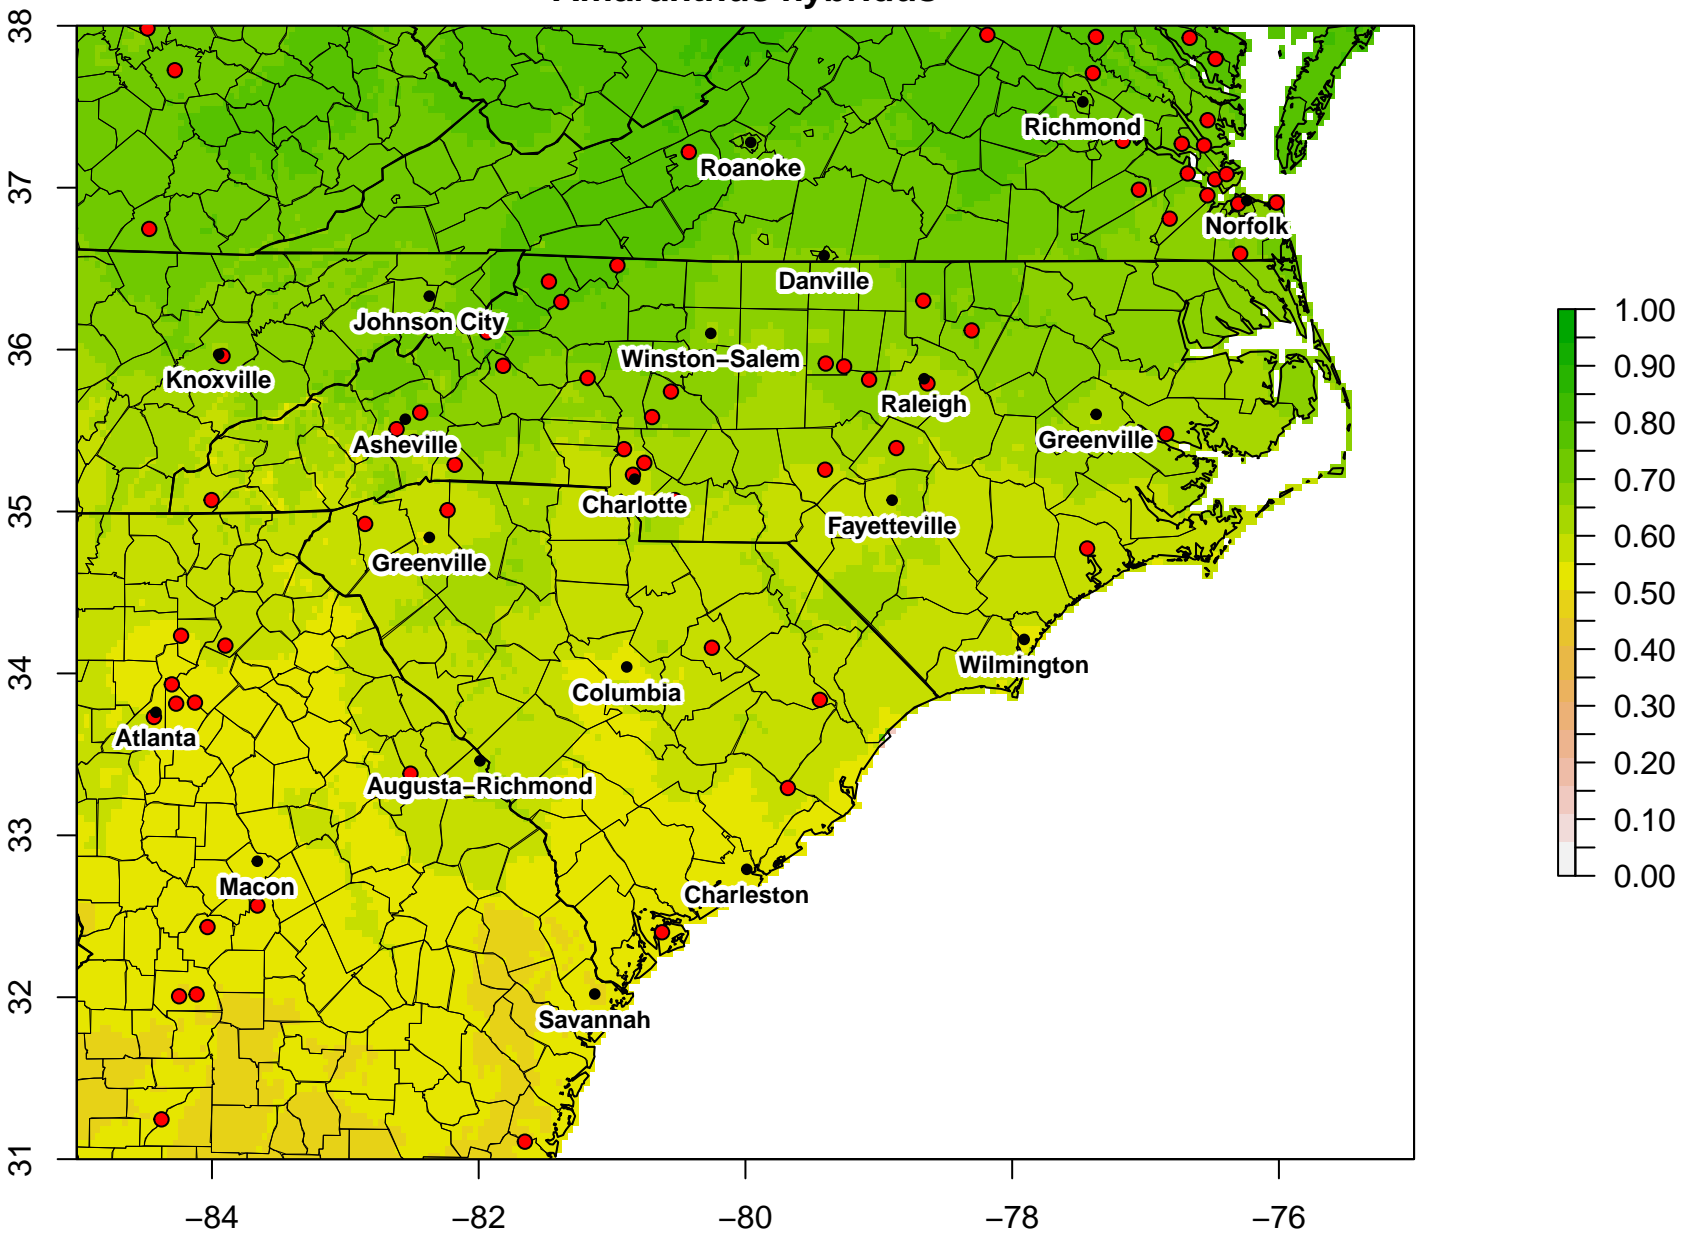 Amaranthus hybridus
38
37
36
35
34
33
32
31
Richmond
Roanoke
Norfolk
Danville
Johnson City
Winston–Salem
Knoxville
Raleigh
Greenville
Asheville
Charlotte
Fayetteville
Greenville
Wilmington
Columbia
Atlanta
Augusta–Richmond
Macon
Charleston
Savannah
−84
−82
−80
−78
−76
1.00
0.90
0.80
0.70
0.60
0.50
0.40
0.30
0.20
0.10
0.00